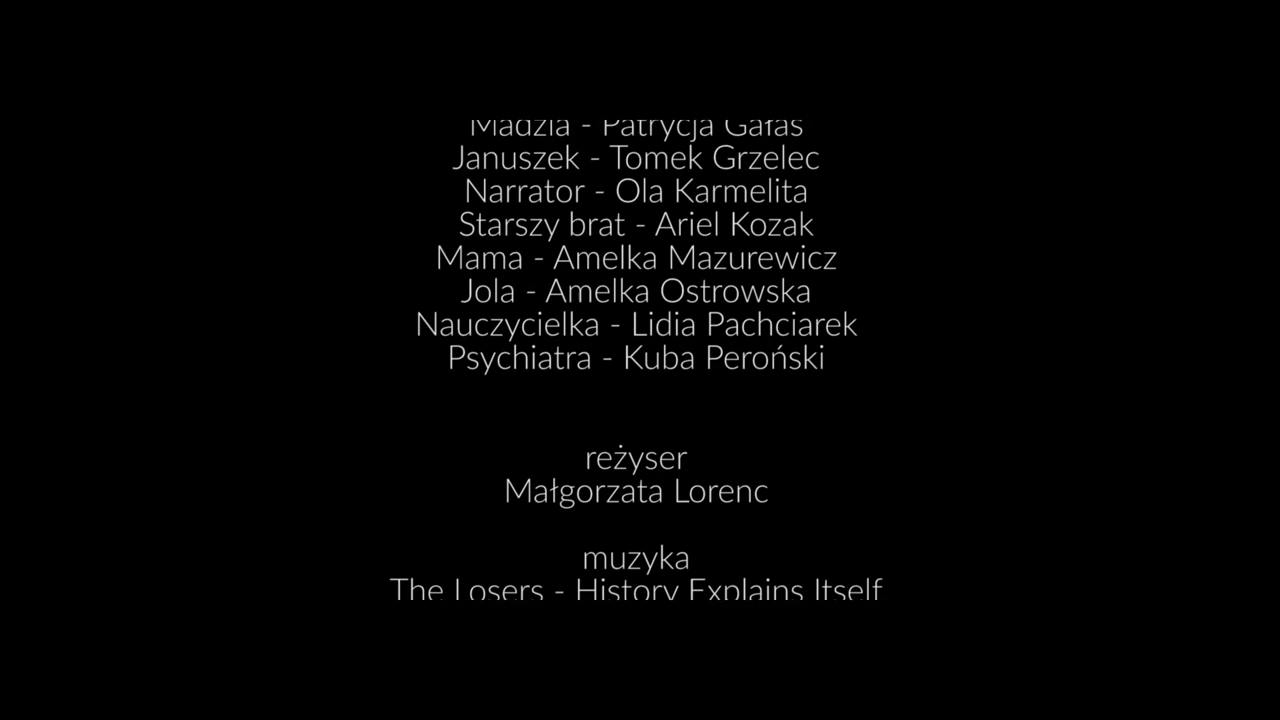 Madzia - Patrycja Gałas
Januszek - Tomek Grzelec
Narrator - Ola Karmelita
Starszy brat - Ariel Kozak
Mama - Amelka Mazurewicz
Jola - Amelka Ostrowska
Nauczycielka - Lidia Pachciarek
Psychiatra - Kuba Peroński
reżyser
Małgorzata Lorenc
muzyka
The Losers - History Explains Itself